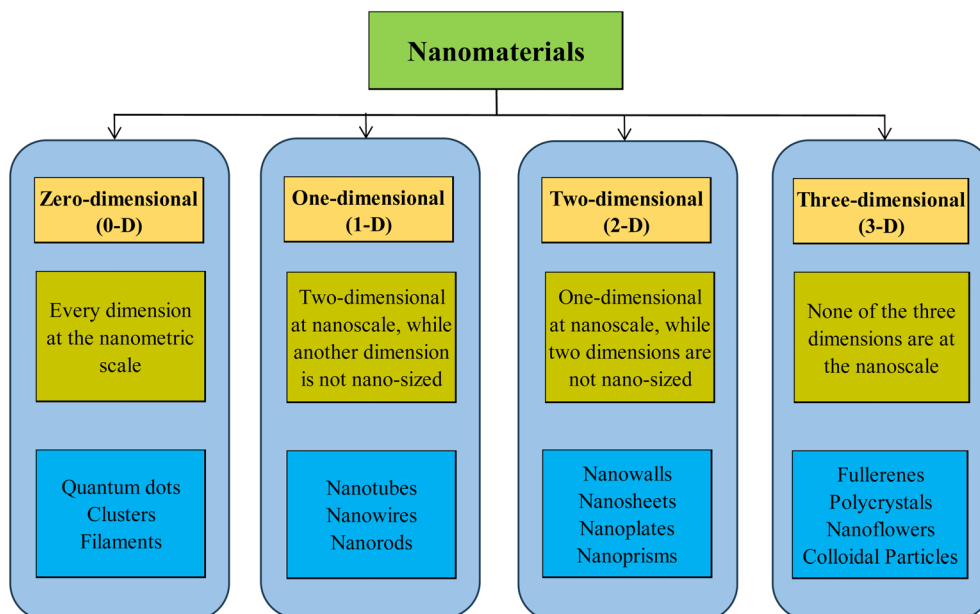 Nanomaterials
Zero-dimensional
(0-D)
Every dimension
at the nanometric
scale
Quantum dots
Clusters
Filaments
One-dimensional
(1-D)
Two-dimensional
at nanoscale, while
another dimension
is not nano-sized
Nanotubes
Nanowires
Nanorods
Two-dimensional
(2-D)
One-dimensional
at nanoscale, while
two dimensions are
not nano-sized
Nanowalls
Nanosheets
Nanoplates
Nanoprisms
Three-dimensional
(3-D)
None of the three
dimensions are at
the nanoscale
Fullerenes
Polycrystals
Nanoflowers
Colloidal Particles